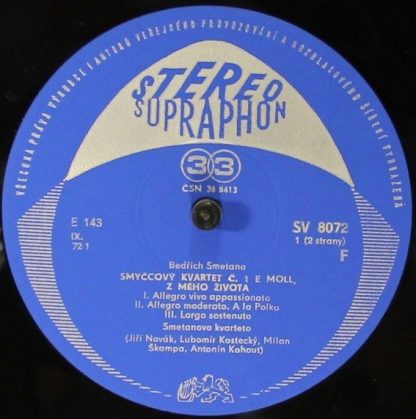 VŠECHNA PRÁVA VÝROBCE I AUTORŮ VEŘEJNÉHO PROVOZOVÁNÍ A ROZHLASOVÉHO ŠÍŘENÍ VYHRAŽENA
STEREO
SUPRAPHON
33
ČSN 36 8413
E 143
IX.
72 1
SV 8072
1 (2 strany)
F
Bedřich Smetana
SMYČCOVÝ KVARTET Č. 1 E MOLL,
Z MÉHO ŽIVOTA
I. Allegro vivo appassionato
II. Allegro moderato. A la Polka
III. Largo sostenuto
Smetanovo kvarteto
(Jiří Novák, Lubomír Kostecký, Milan
Škampa, Antonín Kohout)